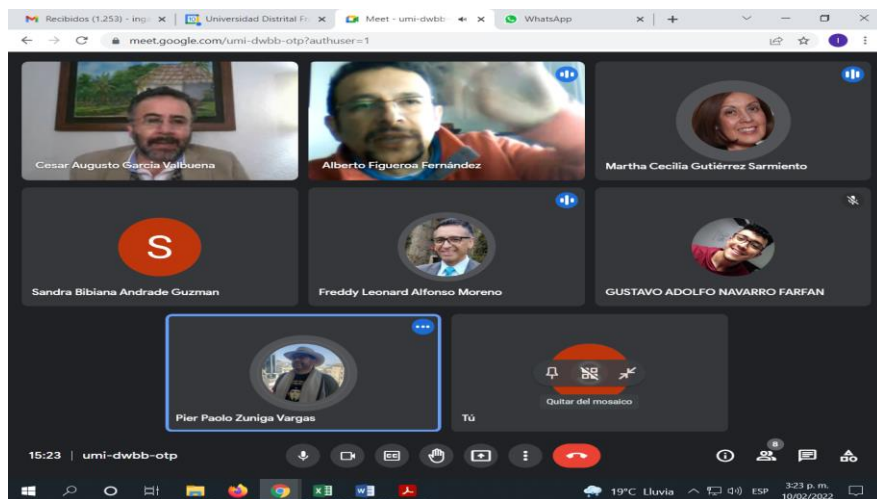 Recibidos (1.253) - ing
Universidad Distrital Fr
Meet - umi-dwbb
WhatsApp
meet.google.com/umi-dwbb-otp?authuser=1
I
Cesar Augusto Garcia Valbuena
Alberto Figueroa Fernández
Martha Cecilia Gutiérrez Sarmiento
S
Sandra Bibiana Andrade Guzman
Freddy Leonard Alfonso Moreno
GUSTAVO ADOLFO NAVARRO FARFAN
Pier Paolo Zuniga Vargas
Quitar del mosaico
Tú
15:23 | umi-dwbb-otp
8
19°C Lluvia
ESP
3:23 p. m.
10/02/2022